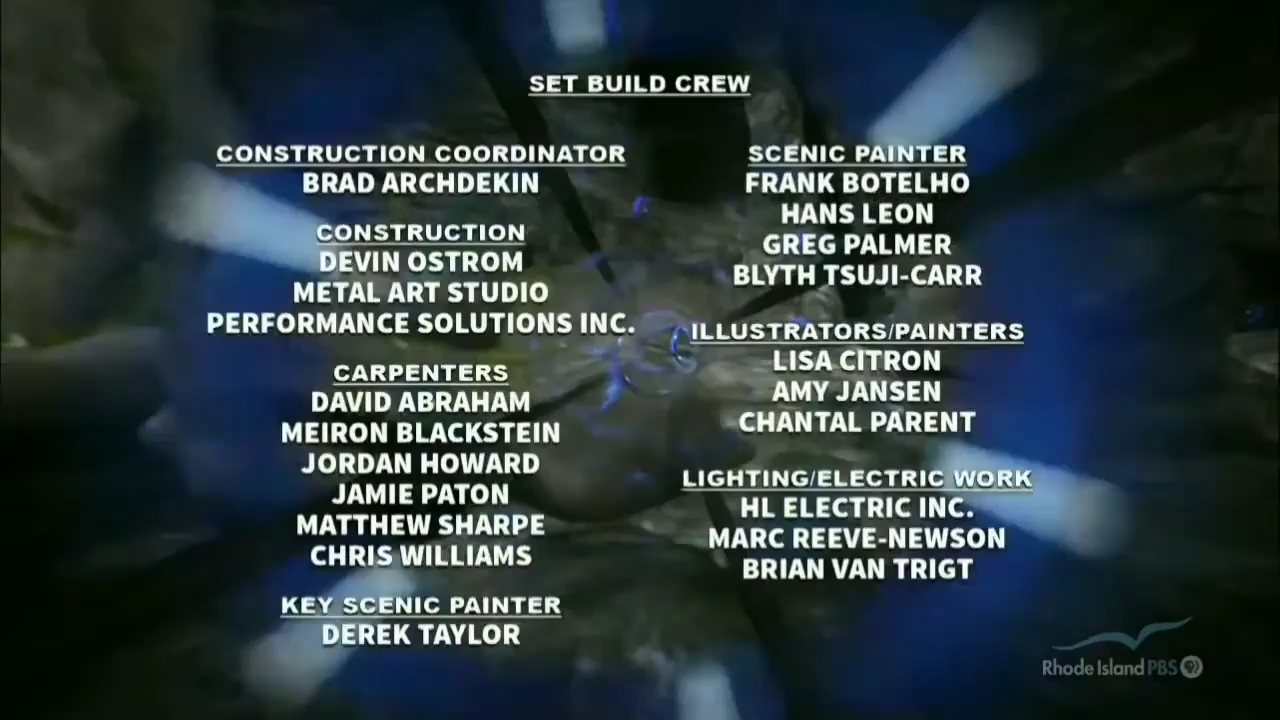 SET BUILD CREW
CONSTRUCTION COORDINATOR
BRAD ARCHDEKIN
CONSTRUCTION
DEVIN OSTROM
METAL ART STUDIO
PERFORMANCE SOLUTIONS INC.
CARPENTERS
DAVID ABRAHAM
MEIRON BLACKSTEIN
JORDAN HOWARD
JAMIE PATON
MATTHEW SHARPE
CHRIS WILLIAMS
KEY SCENIC PAINTER
DEREK TAYLOR
SCENIC PAINTER
FRANK BOTELHO
HANS LEON
GREG PALMER
BLYTH TSUJI-CARR
ILLUSTRATORS/PAINTERS
LISA CITRON
AMY JANSEN
CHANTAL PARENT
LIGHTING/ELECTRIC WORK
HL ELECTRIC INC.
MARC REEVE-NEWSON
BRIAN VAN TRIGT
Rhode Island PBS